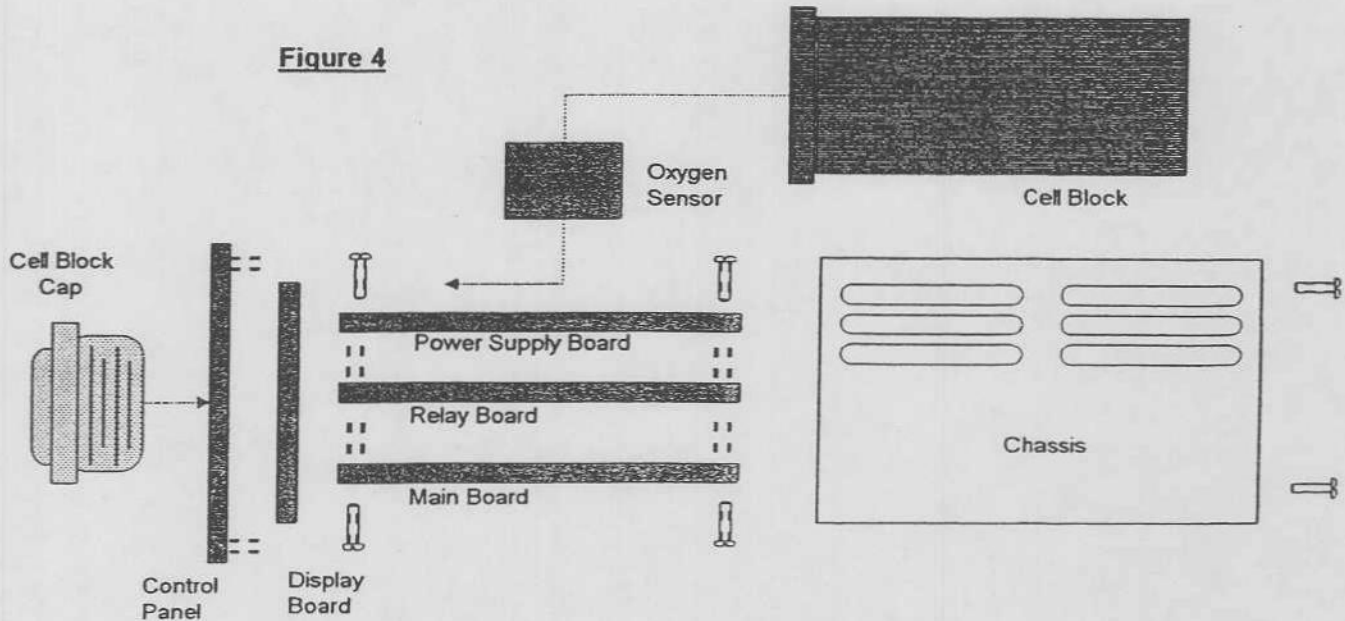 Figure 4
Oxygen
Sensor
Cell Block
Cell Block
Cap
Power Supply Board
Relay Board
Main Board
Chassis
Control
Panel
Display
Board